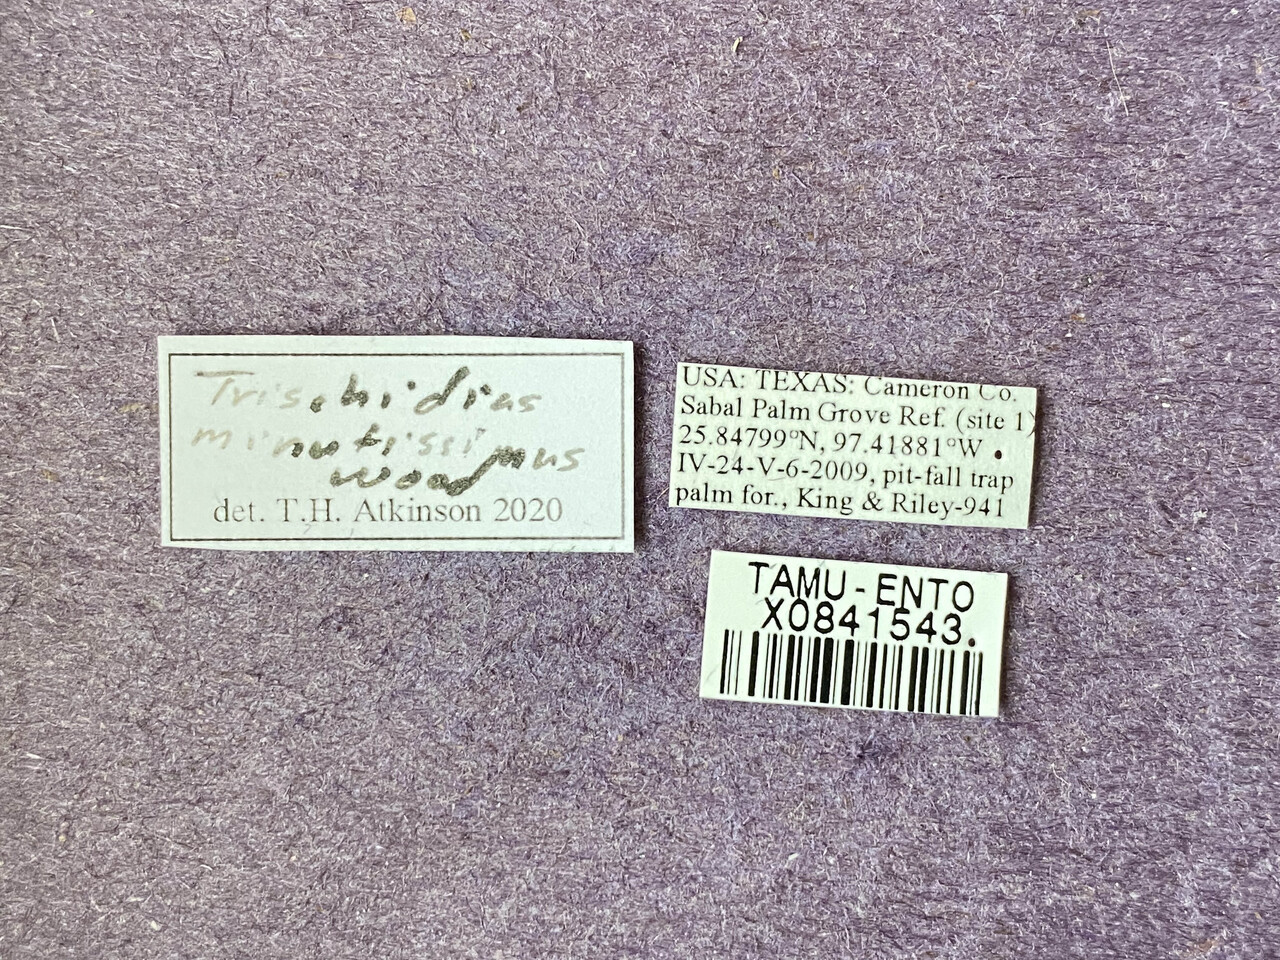 Trischidias
minutissimus
Wood
det. T.H. Atkinson 2020
USA: TEXAS: Cameron Co.
Sabal Palm Grove Ref. (site 1)
25.84799°N, 97.41881°W
IV-24-V-6-2009, pit-fall trap
palm for., King & Riley-941
TAMU-ENTO
X0841543